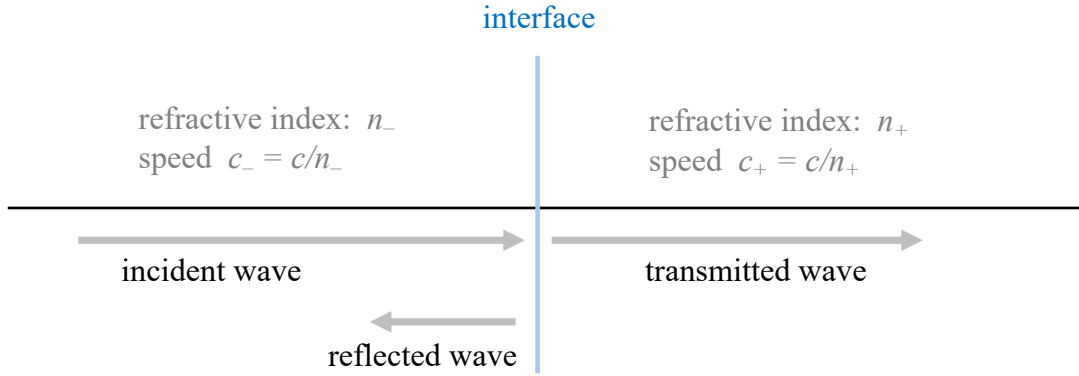 interface
refractive index:  n₋
speed  c₋ = c/n₋
refractive index:  n₊
speed  c₊ = c/n₊
incident wave
transmitted wave
reflected wave